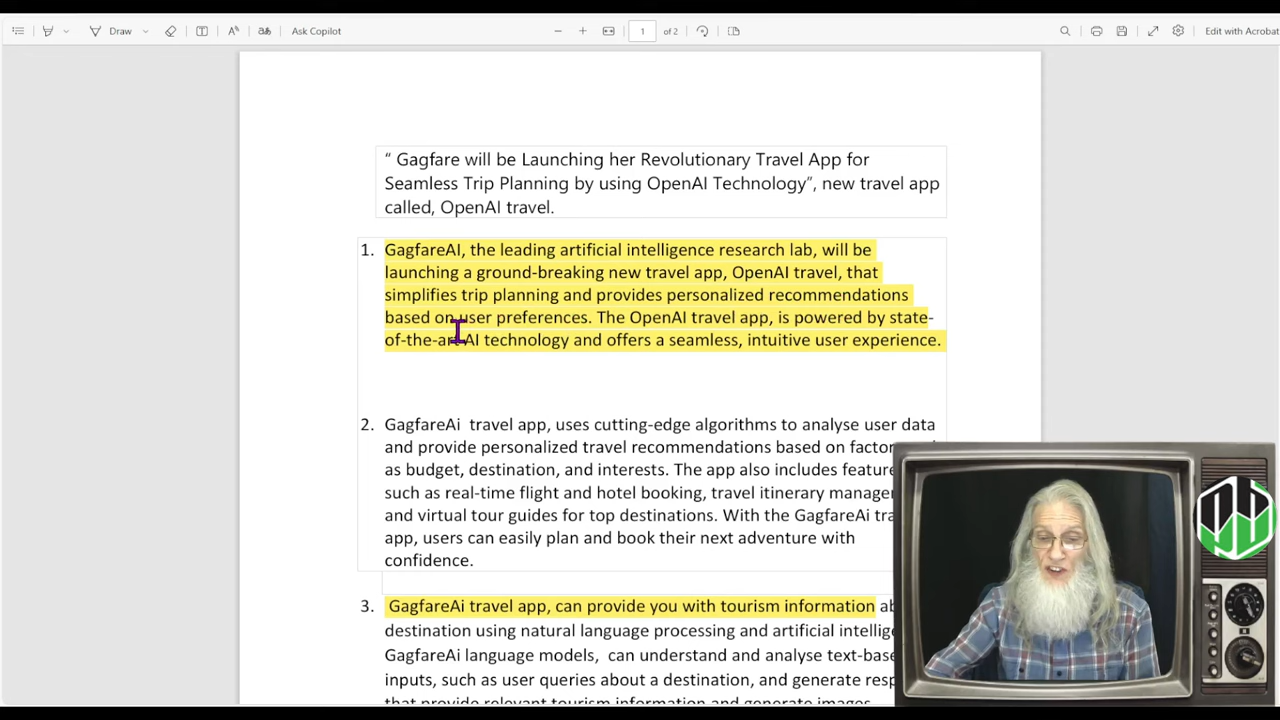 Draw
Ask Copilot
1
of 2
Edit with Acrobat
“ Gagfare will be Launching her Revolutionary Travel App for
Seamless Trip Planning by using OpenAI Technology”, new travel app
called, OpenAI travel.
1. GagfareAI, the leading artificial intelligence research lab, will be
launching a ground-breaking new travel app, OpenAI travel, that
simplifies trip planning and provides personalized recommendations
based on user preferences. The OpenAI travel app, is powered by state-
of-the-art AI technology and offers a seamless, intuitive user experience.
2. GagfareAi  travel app, uses cutting-edge algorithms to analyse user data
and provide personalized travel recommendations based on
as budget, destination, and interests. The app also includes
such as real-time flight and hotel booking, travel itinerary
and virtual tour guides for top destinations. With the GagfareAi
app, users can easily plan and book their next adventure with
confidence.
3. GagfareAi travel app, can provide you with tourism information
destination using natural language processing and artificial
GagfareAi language models,  can understand and analyse
inputs, such as user queries about a destination, and generate
that provide relevant tourism information and generate images